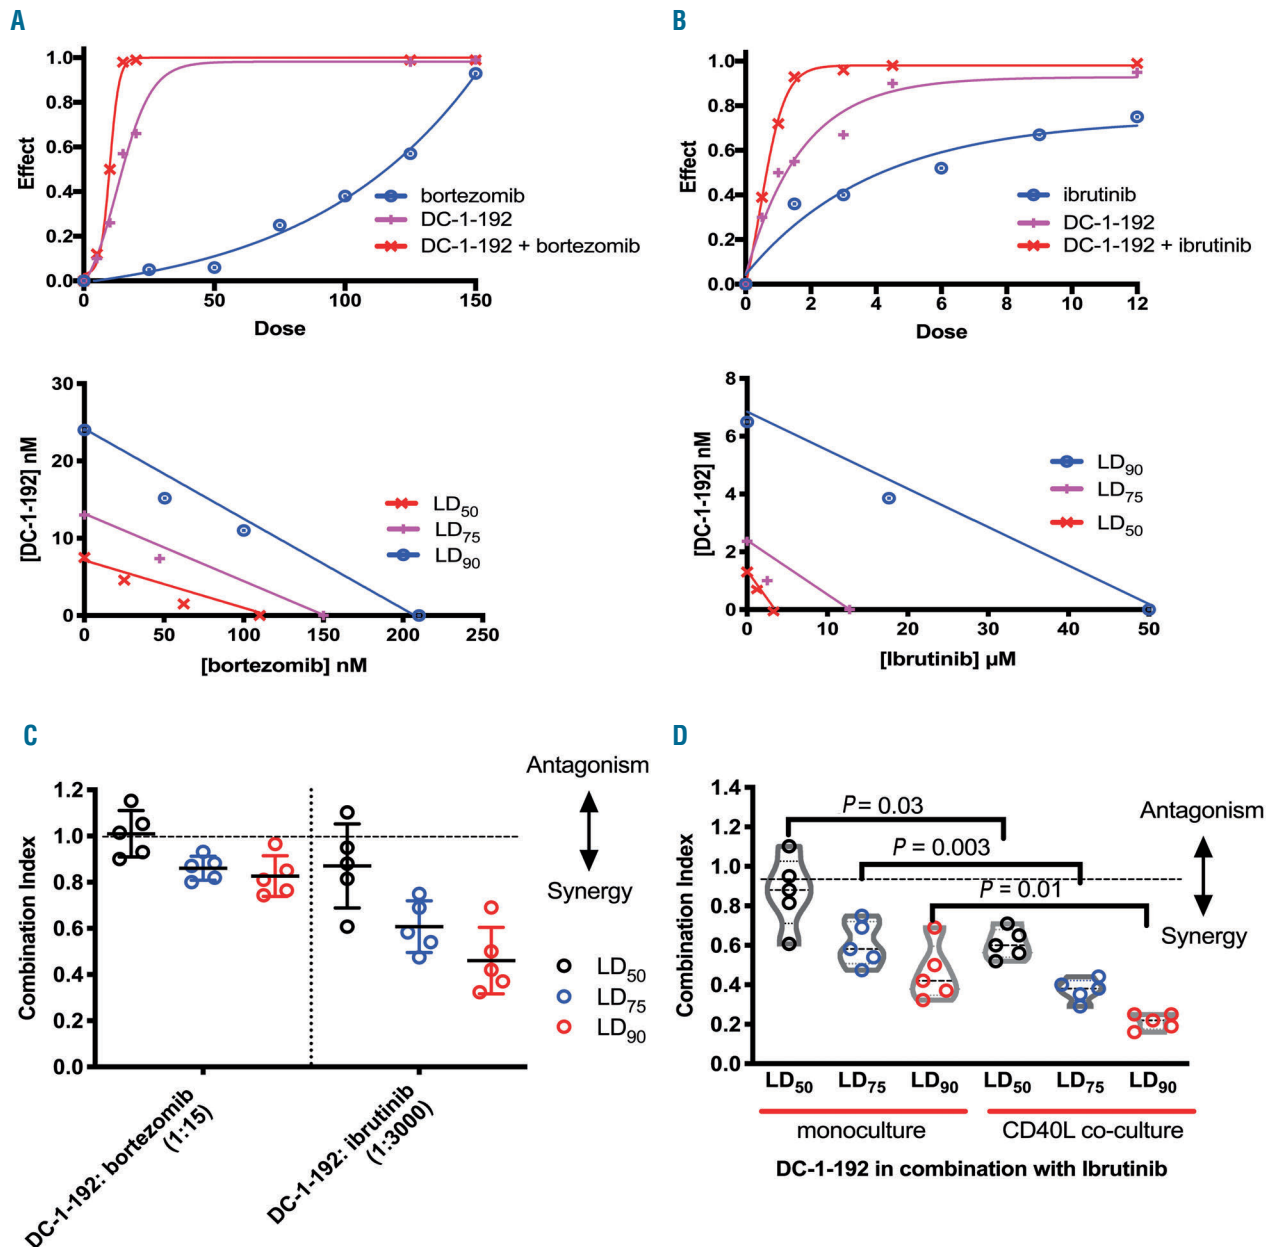 A
1.0
0.8
0.6
0.4
0.2
0.0
Effect
bortezomib
DC-1-192
DC-1-192 + bortezomib
0
50
100
150
Dose
B
1.0
0.8
0.6
0.4
0.2
0.0
Effect
ibrutinib
DC-1-192
DC-1-192 + ibrutinib
0
2
4
6
8
10
12
Dose
30
20
10
0
[DC-1-192] nM
LD50
LD75
LD90
0
50
100
150
200
250
[bortezomib] nM
8
6
4
2
0
[DC-1-192] nM
LD90
LD75
LD50
0
10
20
30
40
50
[Ibrutinib] µM
C
1.2
1.0
0.8
0.6
0.4
0.2
0.0
Combination Index
Antagonism
Synergy
LD50
LD75
LD90
DC-1-192: bortezomib
(1:15)
DC-1-192: ibrutinib
(1:3000)
D
1.4
1.2
1.0
0.8
0.6
0.4
0.2
0.0
Combination Index
P = 0.03
P = 0.003
P = 0.01
Antagonism
Synergy
LD50
LD75
LD90
LD50
LD75
LD90
monoculture
CD40L co-culture
DC-1-192 in combination with Ibrutinib